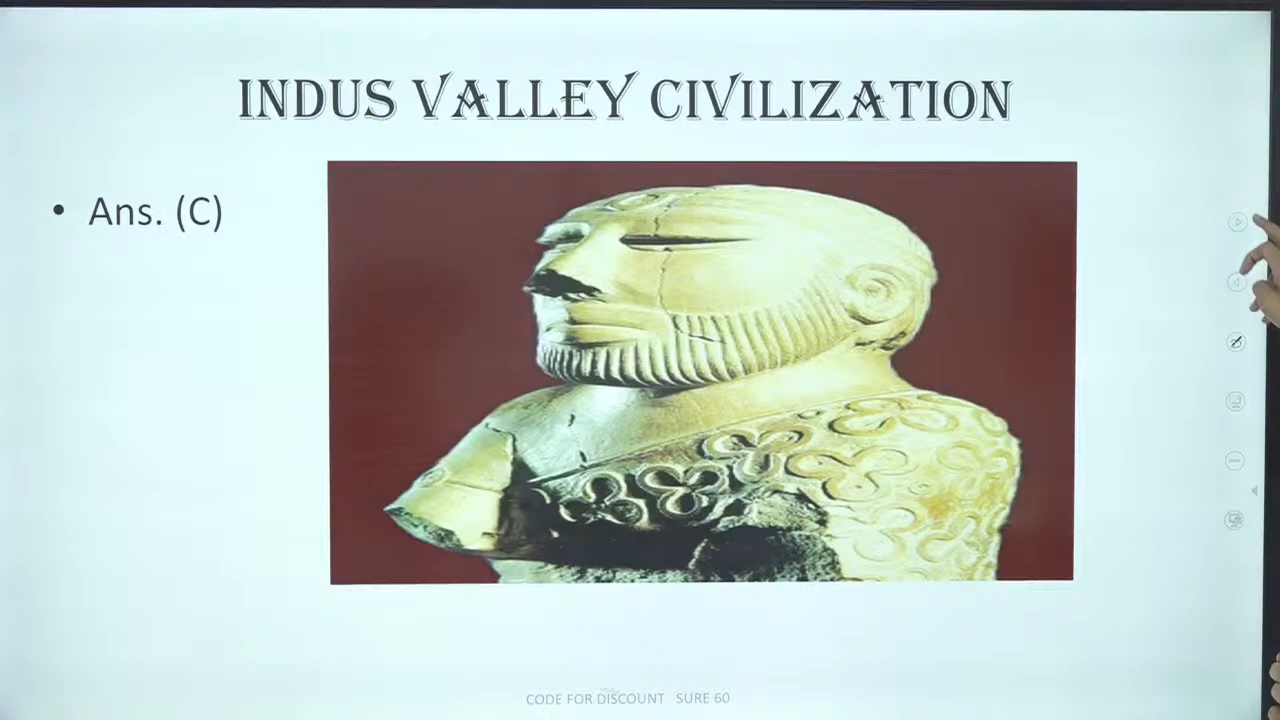 INDUS VALLEY CIVILIZATION
• Ans. (C)
CODE FOR DISCOUNT SURE 60